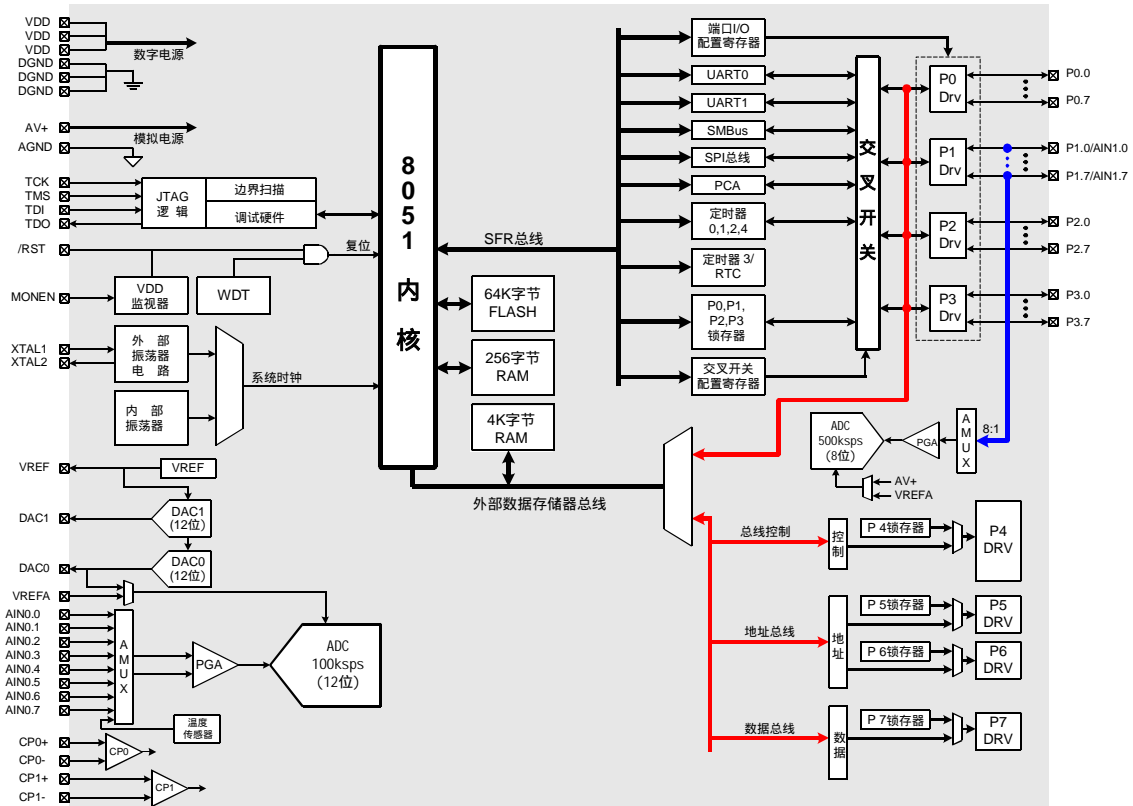 VDD
VDD
VDD
DGND
DGND
DGND
数字电源
AV+
模拟电源
AGND
TCK
TMS
TDI
TDO
JTAG
逻辑
边界扫描
调试硬件
/RST
复位
MONEN
VDD
监视器
WDT
XTAL1
XTAL2
外 部
振荡器
电 路
系统时钟
内 部
振荡器
VREF
VREF
DAC1
DAC1
(12位)
DAC0
DAC0
(12位)
VREFA
AIN0.0
AIN0.1
AIN0.2
AIN0.3
AIN0.4
AIN0.5
AIN0.6
AIN0.7
AMUX
PGA
ADC
100ksps
(12位)
温度
传感器
CP0+
CP0-
CP0
CP1+
CP1-
CP1
8051内核
SFR总线
64K字节
FLASH
256字节
RAM
4K字节
RAM
外部数据存储器总线
端口I/O
配置寄存器
UART0
UART1
SMBus
SPI总线
PCA
定时器
0,1,2,4
定时器 3/
RTC
P0,P1,
P2,P3
锁存器
交叉开关
配置寄存器
交叉开关
P0
Drv
P1
Drv
P2
Drv
P3
Drv
P0.0
P0.7
P1.0/AIN1.0
P1.7/AIN1.7
P2.0
P2.7
P3.0
P3.7
ADC
500ksps
(8位)
PGA
AMUX
8:1
AV+
VREFA
总线控制
控制
P 4锁存器
P4
DRV
地址总线
地址
P 5锁存器
P5
DRV
P 6锁存器
P6
DRV
数据总线
数据
P 7锁存器
P7
DRV